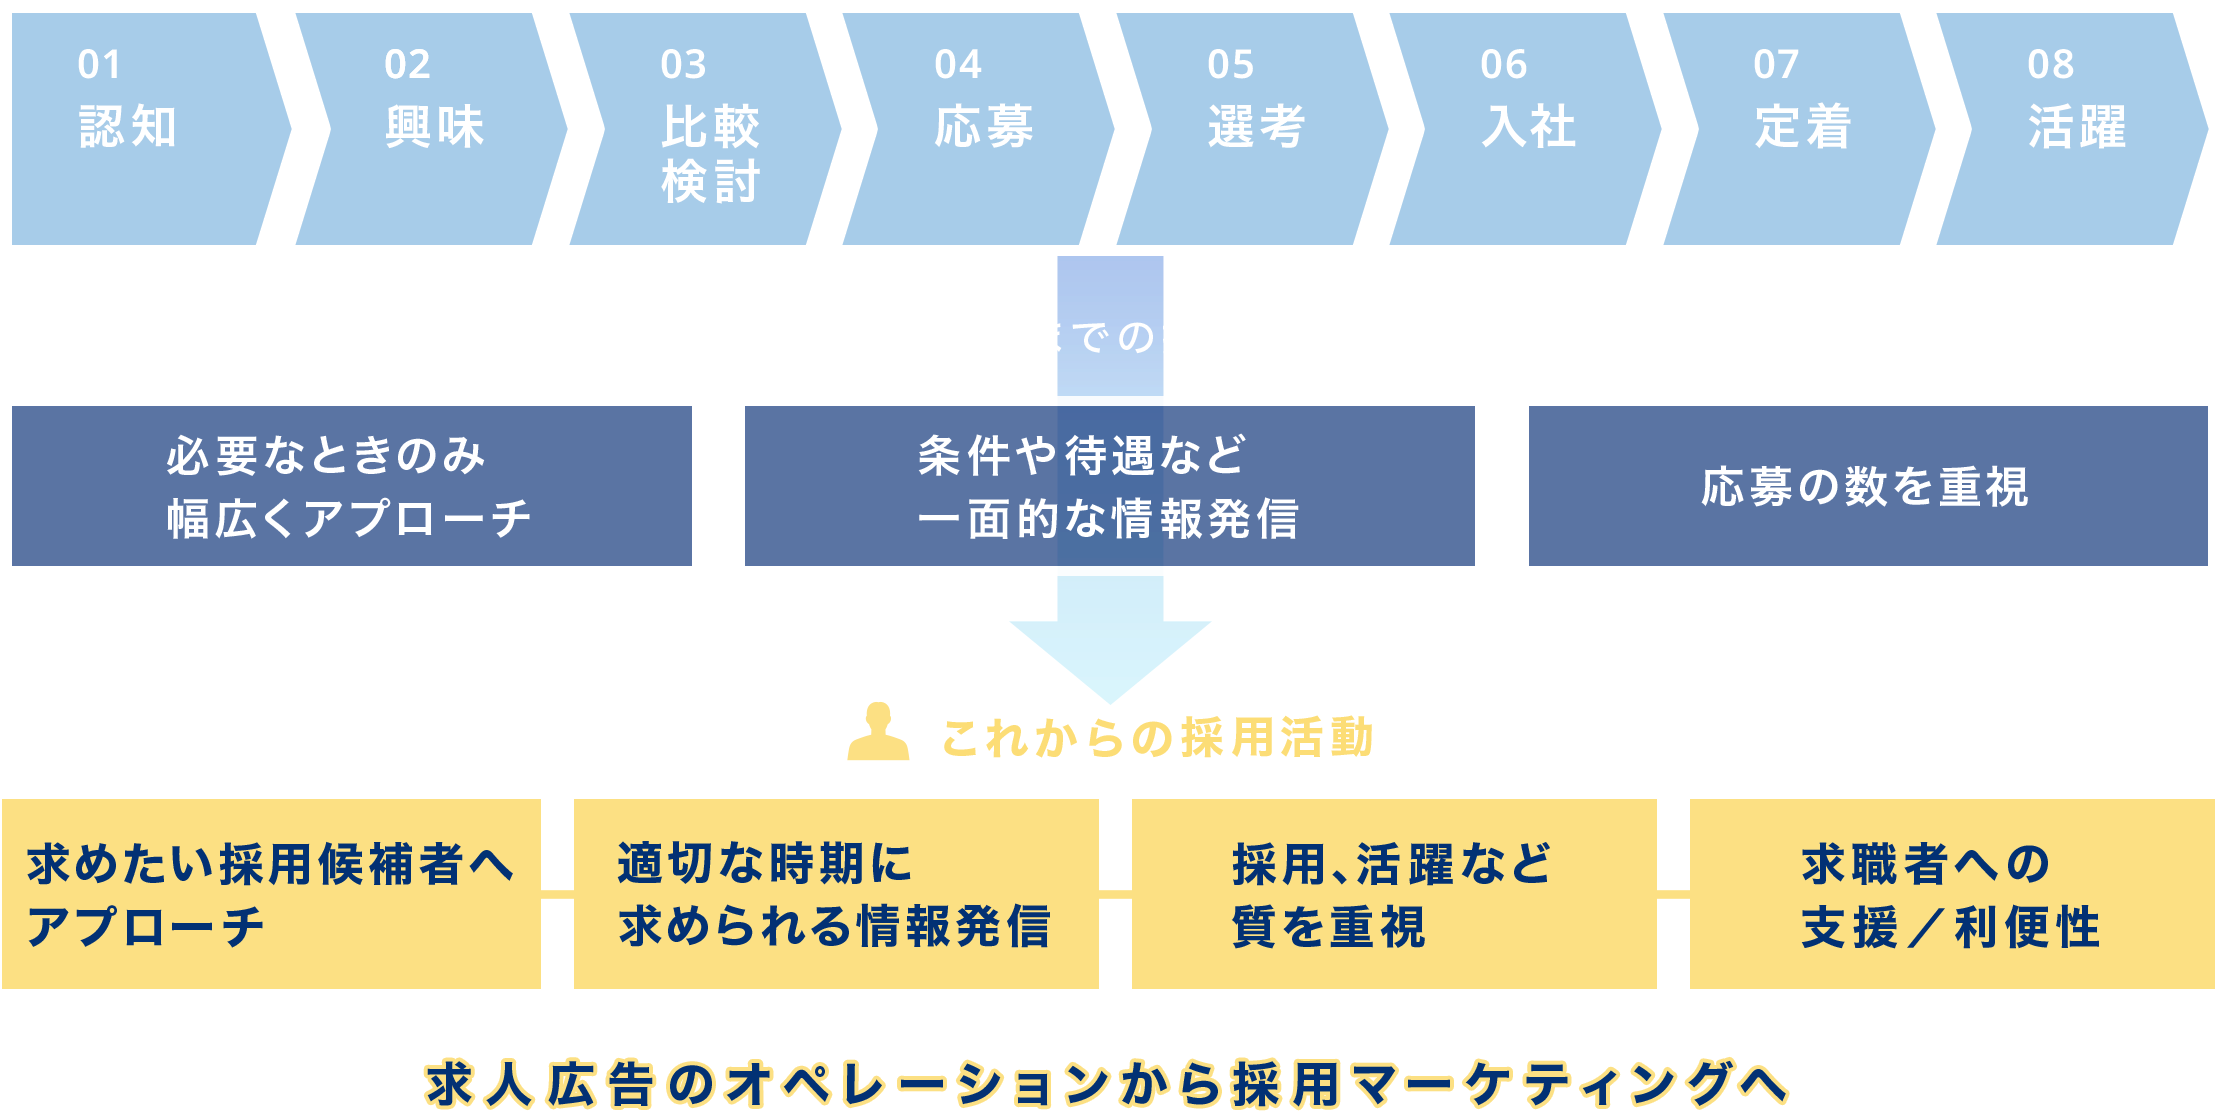 01
認知
02
興味
03
比較
検討
04
応募
05
選考
06
入社
07
定着
08
活躍
までの
必要なときのみ
幅広くアプローチ
条件や待遇など
一面的な情報発信
応募の数を重視
これからの採用活動
求めたい採用候補者へ
アプローチ
適切な時期に
求められる情報発信
採用、活躍など
質を重視
求職者への
支援／利便性
求人広告のオペレーションから採用マーケティングへ